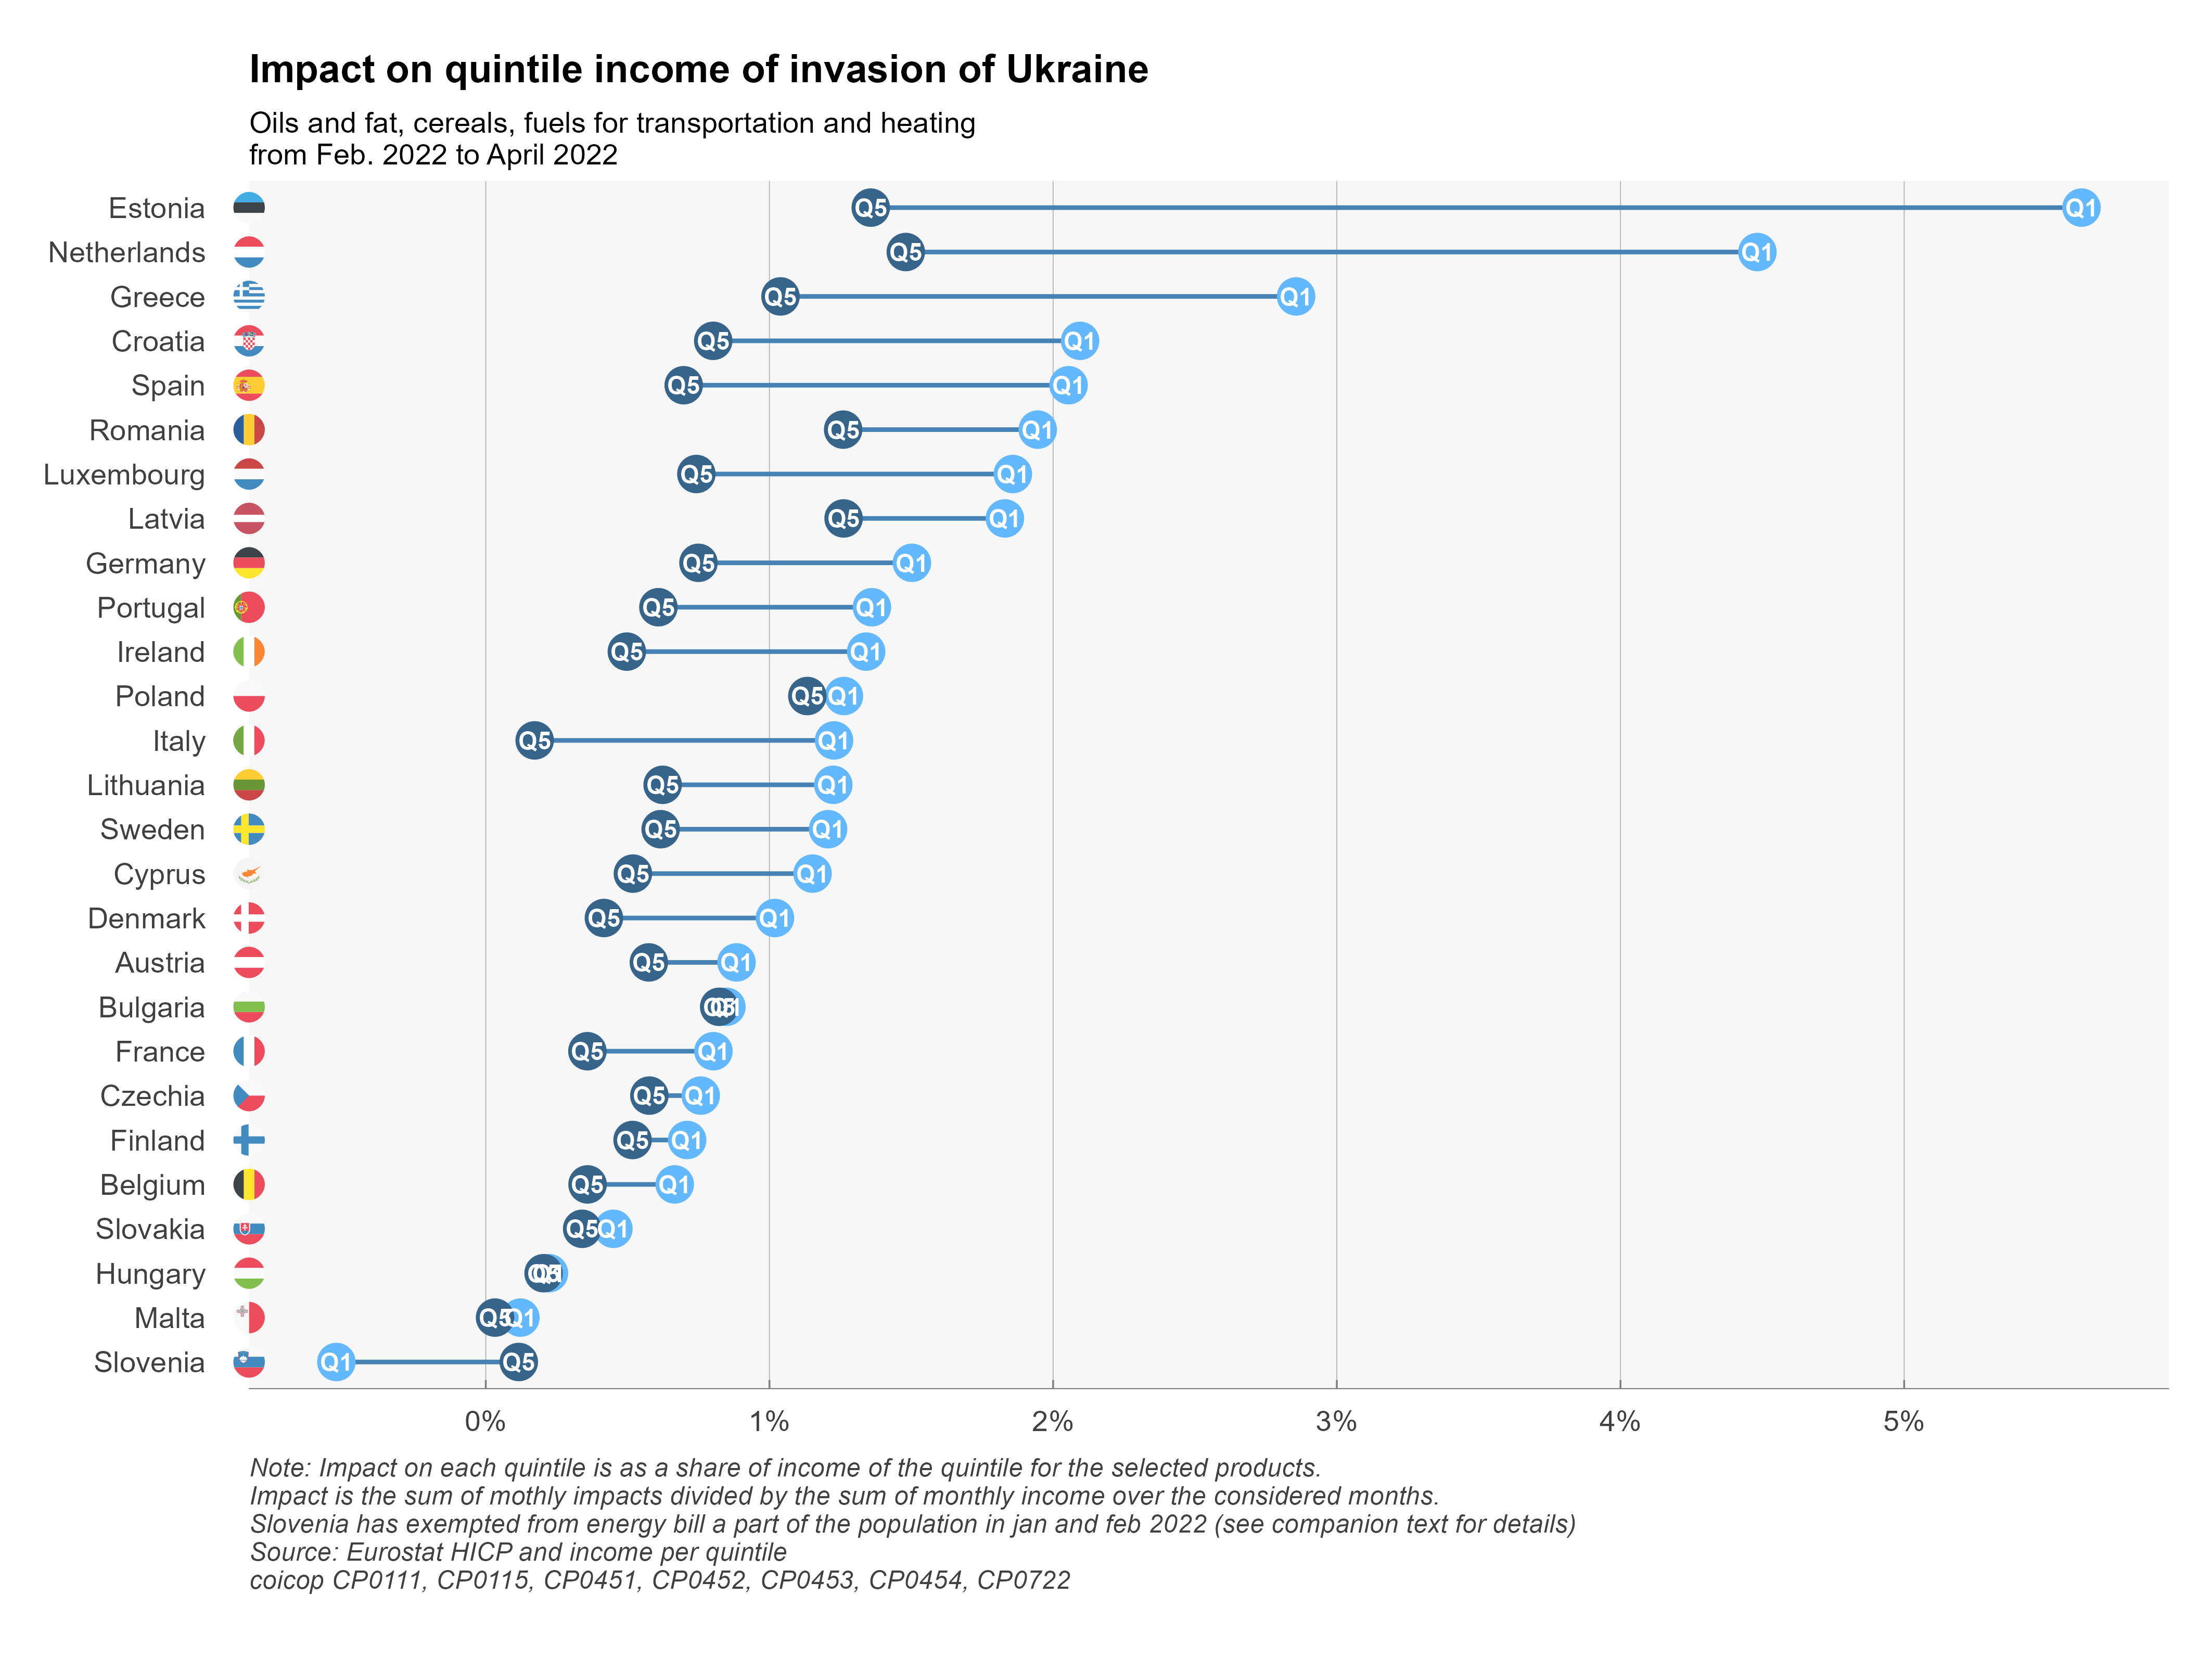 Impact on quintile income of invasion of Ukraine
Oils and fat, cereals, fuels for transportation and heating
from Feb. 2022 to April 2022
Estonia Q5 Q1
Netherlands Q5 Q1
Greece Q5 Q1
Croatia Q5 Q1
Spain Q5 Q1
Romania Q5 Q1
Luxembourg Q5 Q1
Latvia Q5 Q1
Germany Q5 Q1
Portugal Q5 Q1
Ireland Q5 Q1
Poland Q5 Q1
Italy Q5 Q1
Lithuania Q5 Q1
Sweden Q5 Q1
Cyprus Q5 Q1
Denmark Q5 Q1
Austria Q5 Q1
Bulgaria Q5 Q1
France Q5 Q1
Czechia Q5 Q1
Finland Q5 Q1
Belgium Q5 Q1
Slovakia Q5 Q1
Hungary Q5 Q1
Malta Q5 Q1
Slovenia Q1 Q5
0% 1% 2% 3% 4% 5%
Note: Impact on each quintile is as a share of income of the quintile for the selected products.
Impact is the sum of mothly impacts divided by the sum of monthly income over the considered months.
Slovenia has exempted from energy bill a part of the population in jan and feb 2022 (see companion text for details)
Source: Eurostat HICP and income per quintile
coicop CP0111, CP0115, CP0451, CP0452, CP0453, CP0454, CP0722